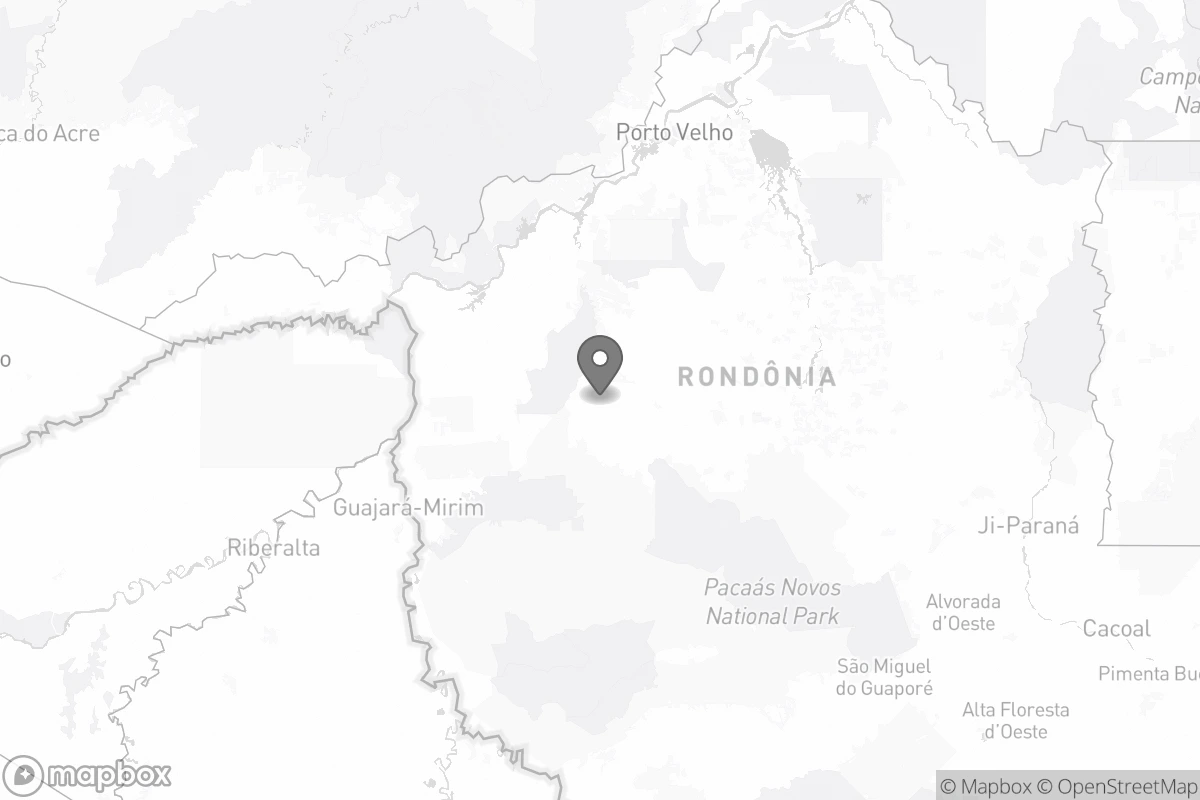 Campo
Na
ca do Acre
Porto Velho
o
RONDÔNIA
Guajará-Mirim
Riberalta
Ji-Paraná
Pacaás Novos
National Park
Alvorada
d'Oeste
Cacoal
São Miguel
do Guaporé
Pimenta Bue
Alta Floresta
d'Oeste
mapbox
© Mapbox © OpenStreetMap